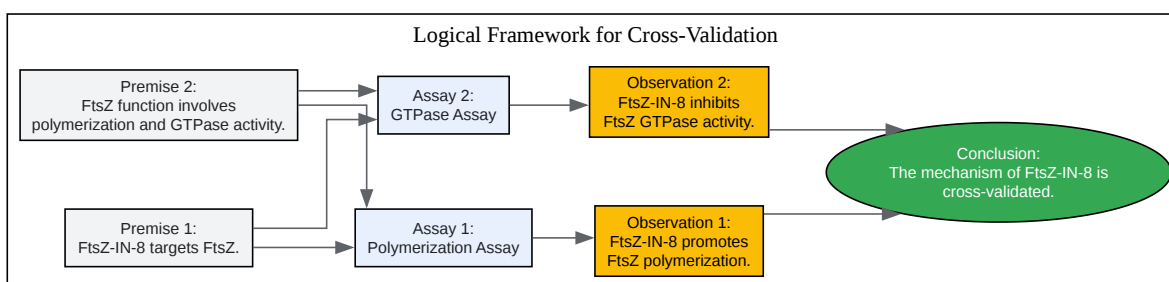 Logical Framework for Cross-Validation
Premise 2:
FtsZ function involves
polymerization and GTPase activity.
Assay 2:
GTPase Assay
Observation 2:
FtsZ-IN-8 inhibits
FtsZ GTPase activity.
Conclusion:
The mechanism of FtsZ-IN-8 is
cross-validated.
Premise 1:
FtsZ-IN-8 targets FtsZ.
Assay 1:
Polymerization Assay
Observation 1:
FtsZ-IN-8 promotes
FtsZ polymerization.